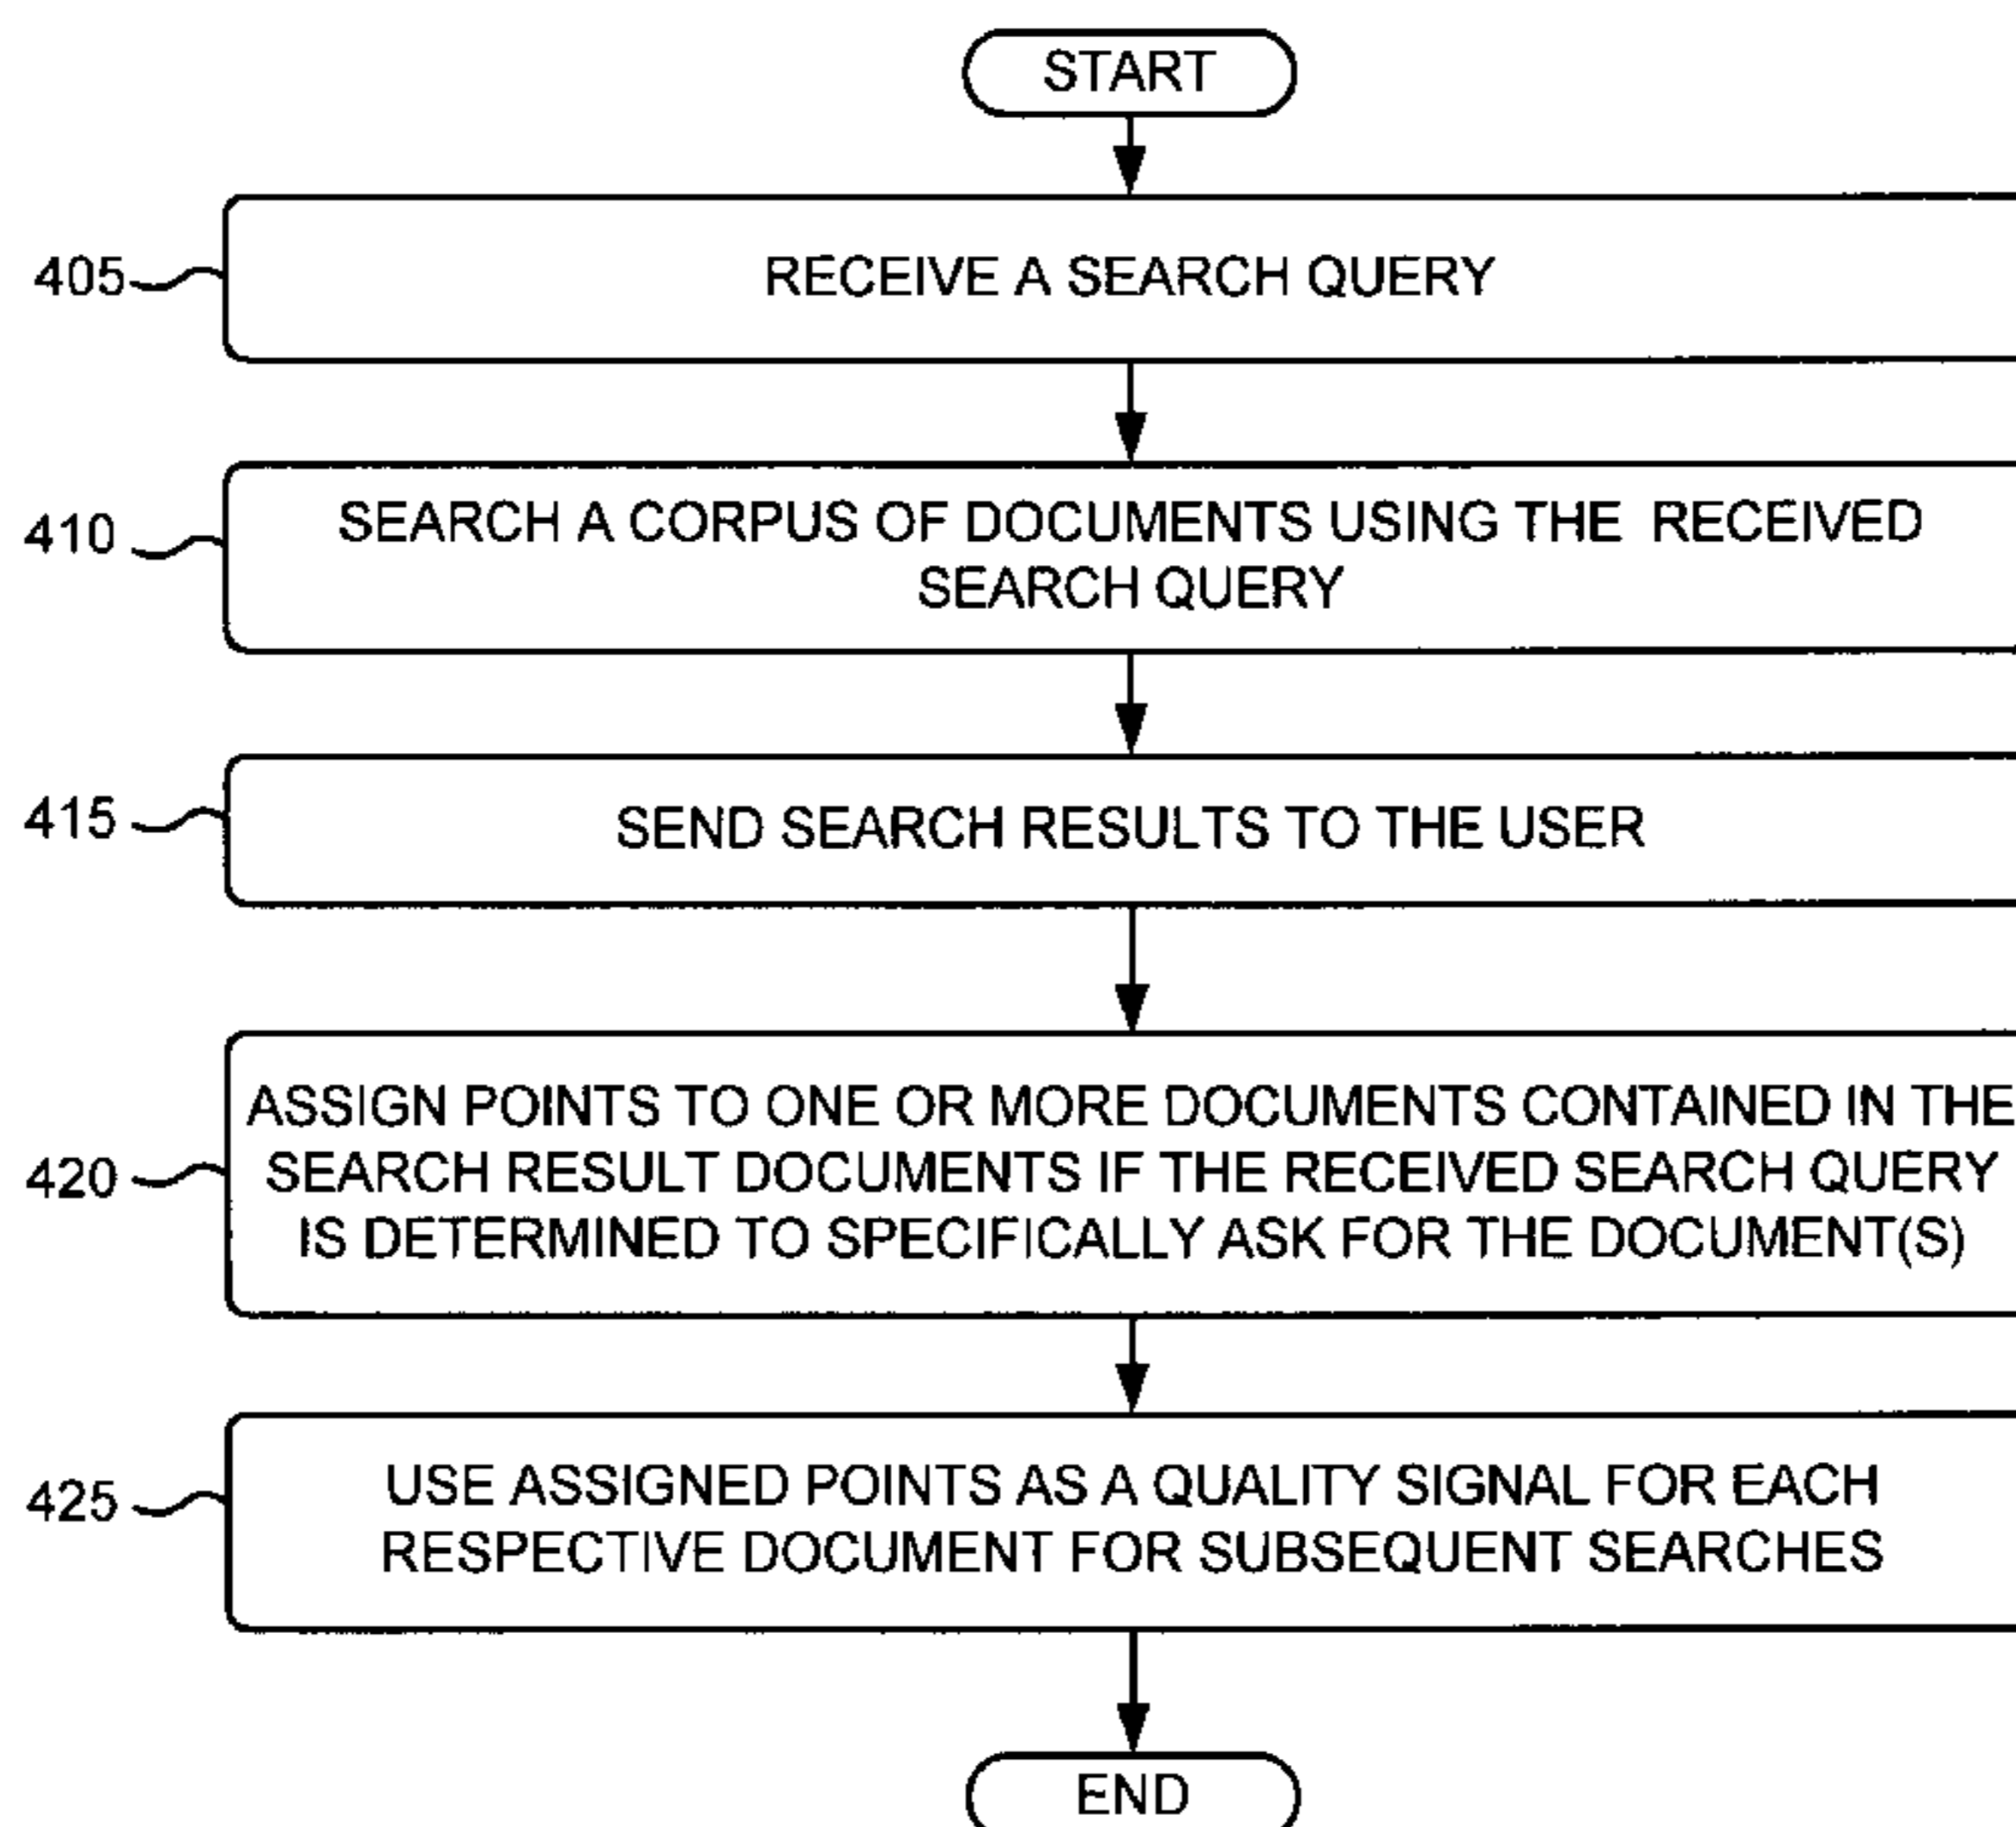 START
405
RECEIVE A SEARCH QUERY
410
SEARCH A CORPUS OF DOCUMENTS USING THE RECEIVED
SEARCH QUERY
415
SEND SEARCH RESULTS TO THE USER
420
ASSIGN POINTS TO ONE OR MORE DOCUMENTS CONTAINED IN THE
SEARCH RESULT DOCUMENTS IF THE RECEIVED SEARCH QUERY
IS DETERMINED TO SPECIFICALLY ASK FOR THE DOCUMENT(S)
425
USE ASSIGNED POINTS AS A QUALITY SIGNAL FOR EACH
RESPECTIVE DOCUMENT FOR SUBSEQUENT SEARCHES
END